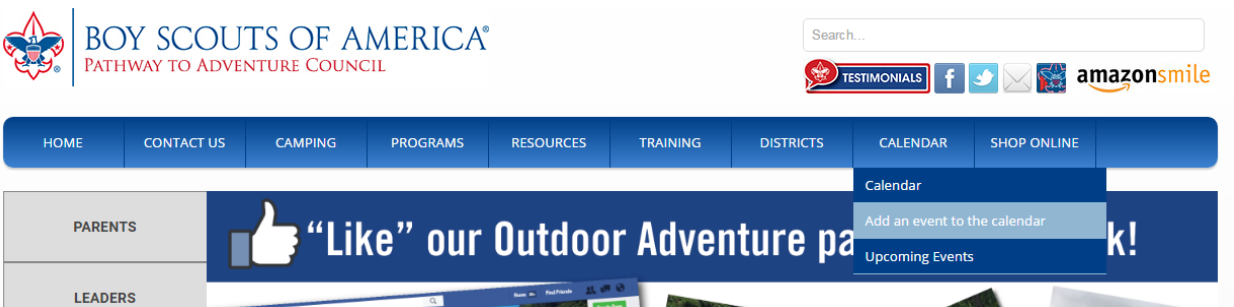 BOY SCOUTS OF AMERICA®
PATHWAY TO ADVENTURE COUNCIL
Search...
TESTIMONIALS
amazonsmile
HOME
CONTACT US
CAMPING
PROGRAMS
RESOURCES
TRAINING
DISTRICTS
CALENDAR
SHOP ONLINE
Calendar
Add an event to the calendar
Upcoming Events
PARENTS
LEADERS
“Like” our Outdoor Adventure pa k!
Find Friends